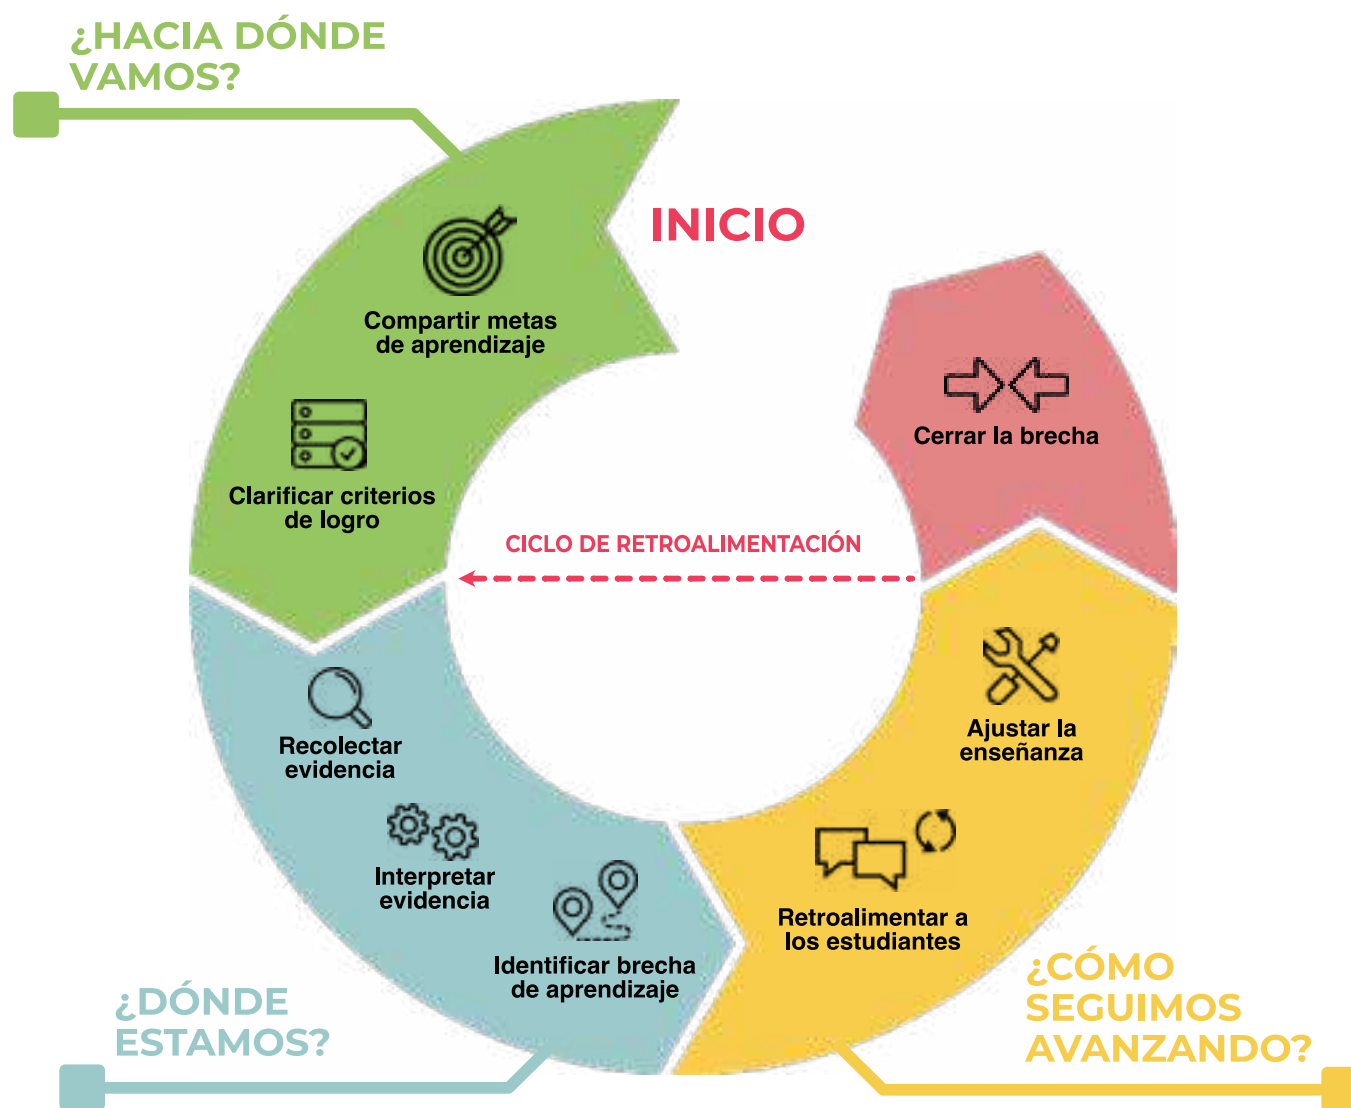 ¿HACIA DÓNDE
VAMOS?
INICIO
Compartir metas
de aprendizaje
Clarificar criterios
de logro
CICLO DE RETROALIMENTACIÓN
Recolectar
evidencia
Interpretar
evidencia
Identificar brecha
de aprendizaje
¿DÓNDE
ESTAMOS?
Retroalimentar a
los estudiantes
Ajustar la
enseñanza
¿CÓMO
SEGUIMOS
AVANZANDO?
Cerrar la brecha